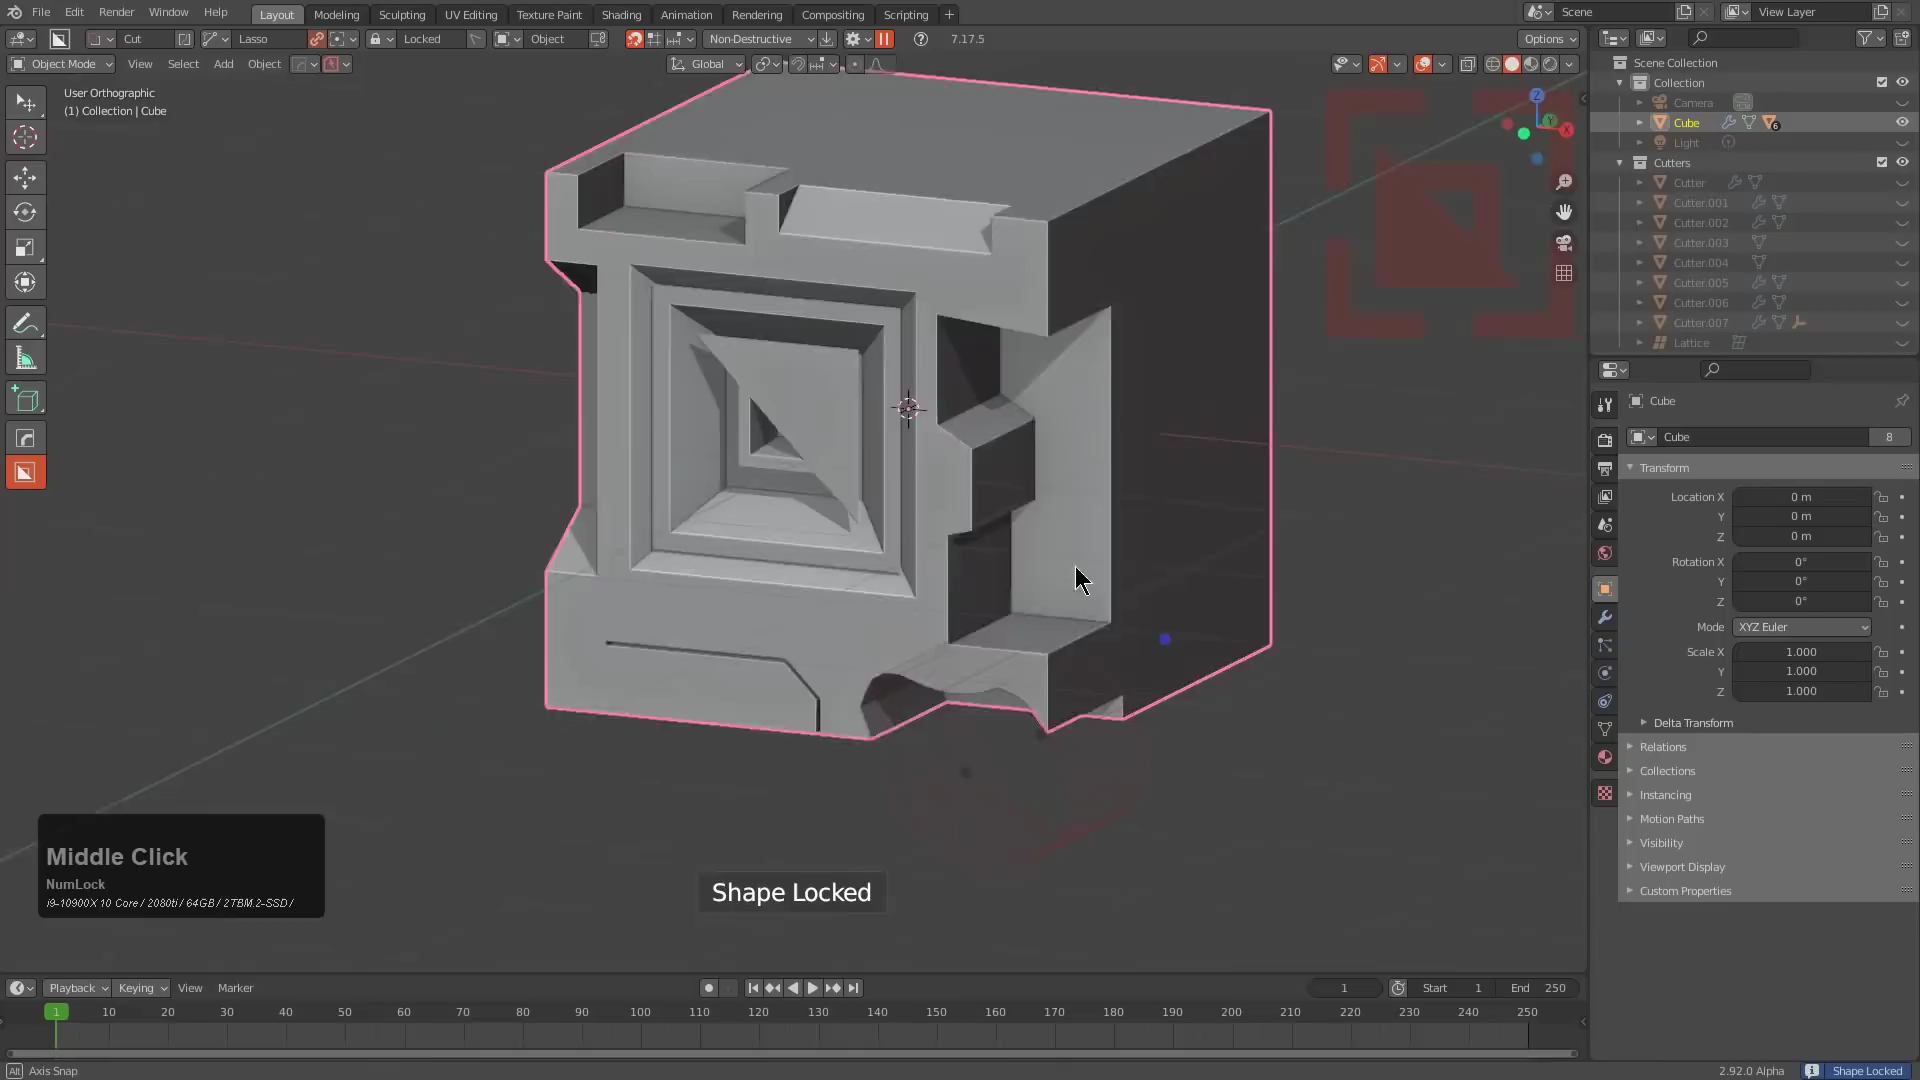 File Edit Render Window Help Layout Modeling Sculpting UV Editing Texture Paint Shading Animation Rendering Compositing Scripting + Scene View Layer
Cut Lasso Locked Object Non-Destructive 7.17.5 Options
Object Mode View Select Add Object Global
User Orthographic
(1) Collection | Cube
Z
Y
X
Scene Collection
Collection
Camera
Cube 6
Light
Cutters
Cutter
Cutter.001
Cutter.002
Cutter.003
Cutter.004
Cutter.005
Cutter.006
Cutter.007
Lattice
Cube
Cube 8
Transform
Location X 0 m
Y 0 m
Z 0 m
Rotation X 0°
Y 0°
Z 0°
Mode XYZ Euler
Scale X 1.000
Y 1.000
Z 1.000
Delta Transform
Relations
Collections
Instancing
Motion Paths
Visibility
Viewport Display
Custom Properties
Middle Click
NumLock
i9-10900X 10 Core / 2080ti / 64GB / 2TBM.2-SSD /
Shape Locked
Playback Keying View Marker 1 Start 1 End 250
1 10 20 30 40 50 60 70 80 90 100 110 120 130 140 150 160 170 180 190 200 210 220 230 240 250
Alt Axis Snap 2.92.0 Alpha Shape Locked